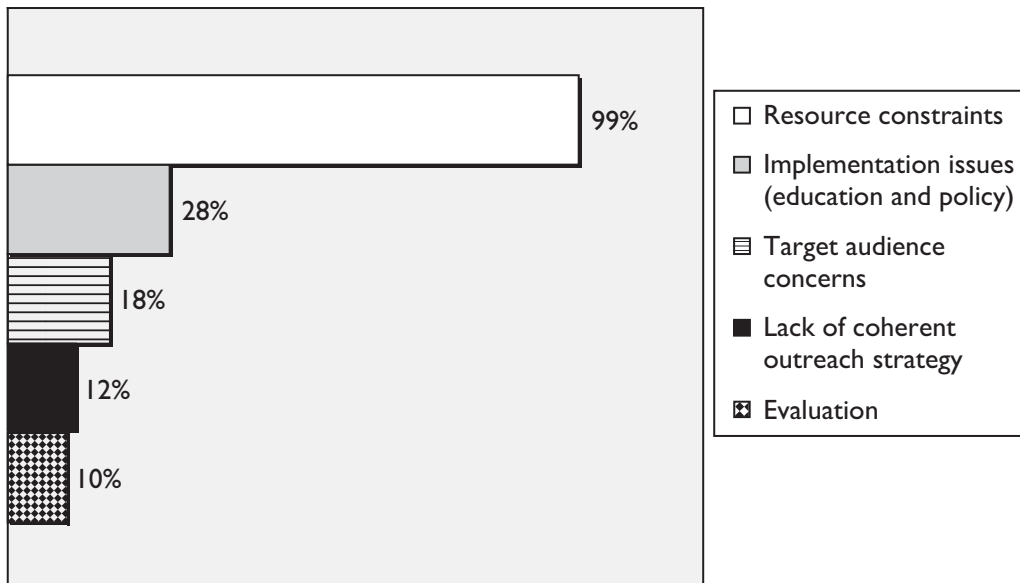 99%
28%
18%
12%
10%
Resource constraints
Implementation issues
(education and policy)
Target audience
concerns
Lack of coherent
outreach strategy
Evaluation